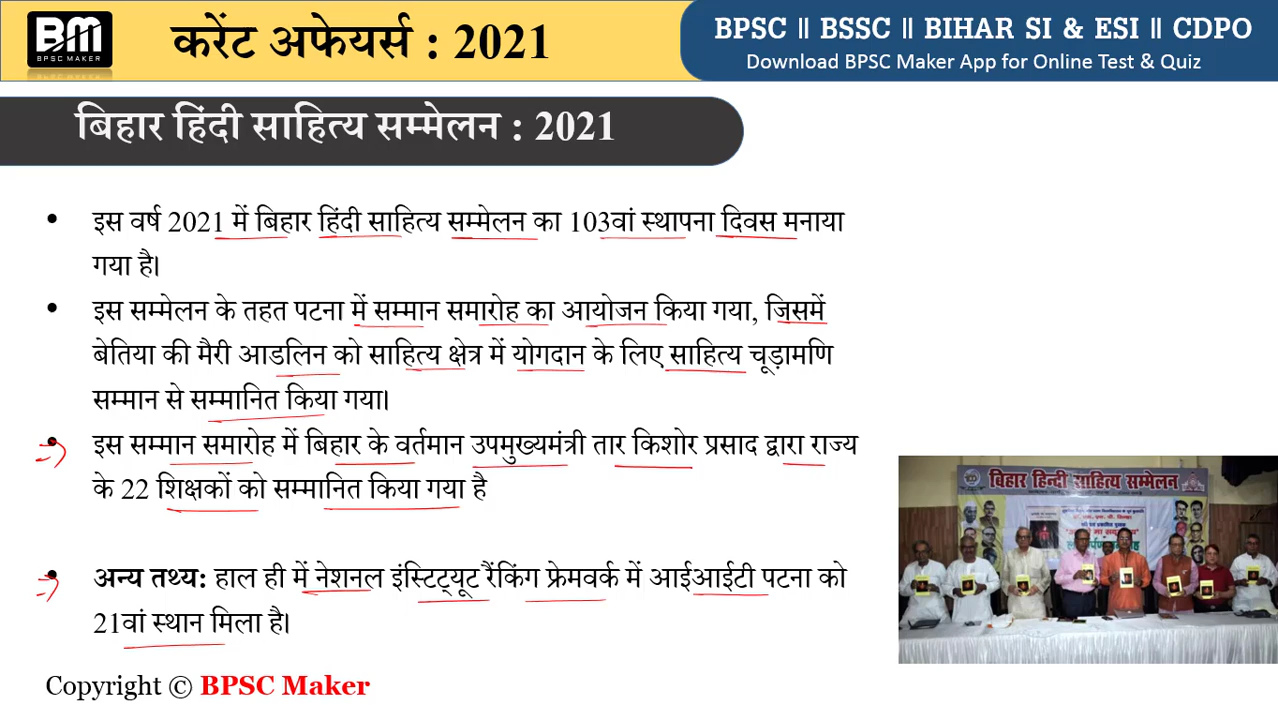 BM
BPSC MAKER
करेंट अफेयर्स : 2021
BPSC || BSSC || BIHAR SI & ESI || CDPO
Download BPSC Maker App for Online Test & Quiz
बिहार हिंदी साहित्य सम्मेलन : 2021
• इस वर्ष 2021 में बिहार हिंदी साहित्य सम्मेलन का 103वां स्थापना दिवस मनाया
गया है।
• इस सम्मेलन के तहत पटना में सम्मान समारोह का आयोजन किया गया, जिसमें
बेतिया की मैरी आडलिन को साहित्य क्षेत्र में योगदान के लिए साहित्य चूड़ामणि
सम्मान से सम्मानित किया गया।
• इस सम्मान समारोह में बिहार के वर्तमान उपमुख्यमंत्री तार किशोर प्रसाद द्वारा राज्य
के 22 शिक्षकों को सम्मानित किया गया है
• अन्य तथ्य: हाल ही में नेशनल इंस्टिट्यूट रैंकिंग फ्रेमवर्क में आईआईटी पटना को
21वां स्थान मिला है।
बिहार हिन्दी साहित्य सम्मेलन
Copyright © BPSC Maker